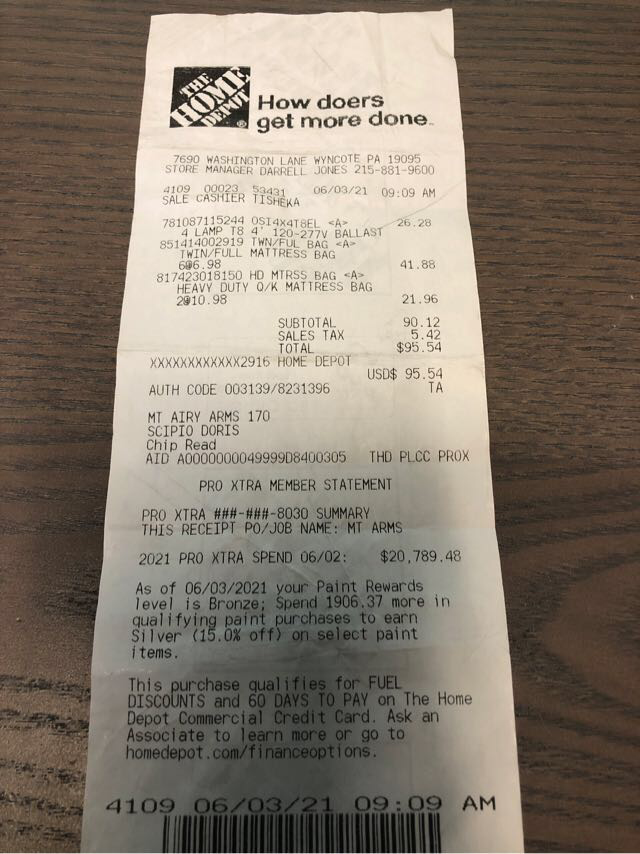 THE
HOME
DEPOT
®
How doers
get more done™
7690 WASHINGTON LANE WYNCOTE PA 19095
STORE MANAGER DARRELL JONES 215-881-9600
4109 00023 53431 06/03/21 09:09 AM
SALE CASHIER TISHEKA
781087115244 OSI4X4T8EL <A> 26.28
4 LAMP T8 4' 120-277V BALLAST
851414002919 TWN/FUL BAG <A>
TWIN/FULL MATTRESS BAG
6@6.98 41.88
817423018150 HD MTRSS BAG <A>
HEAVY DUTY Q/K MATTRESS BAG
2@10.98 21.96
SUBTOTAL 90.12
SALES TAX 5.42
TOTAL $95.54
XXXXXXXXXXXX2916 HOME DEPOT
USD$ 95.54
AUTH CODE 003139/8231396 TA
MT AIRY ARMS 170
SCIPIO DORIS
Chip Read
AID A0000000049999D8400305 THD PLCC PROX
PRO XTRA MEMBER STATEMENT
PRO XTRA ###-###-8030 SUMMARY
THIS RECEIPT PO/JOB NAME: MT ARMS
2021 PRO XTRA SPEND 06/02: $20,789.48
As of 06/03/2021 your Paint Rewards
level is Bronze; Spend 1906.37 more in
qualifying paint purchases to earn
Silver (15.0% off) on select paint
items.
This purchase qualifies for FUEL
DISCOUNTS and 60 DAYS TO PAY on The Home
Depot Commercial Credit Card. Ask an
Associate to learn more or go to
homedepot.com/financeoptions.
4109 06/03/21 09:09 AM